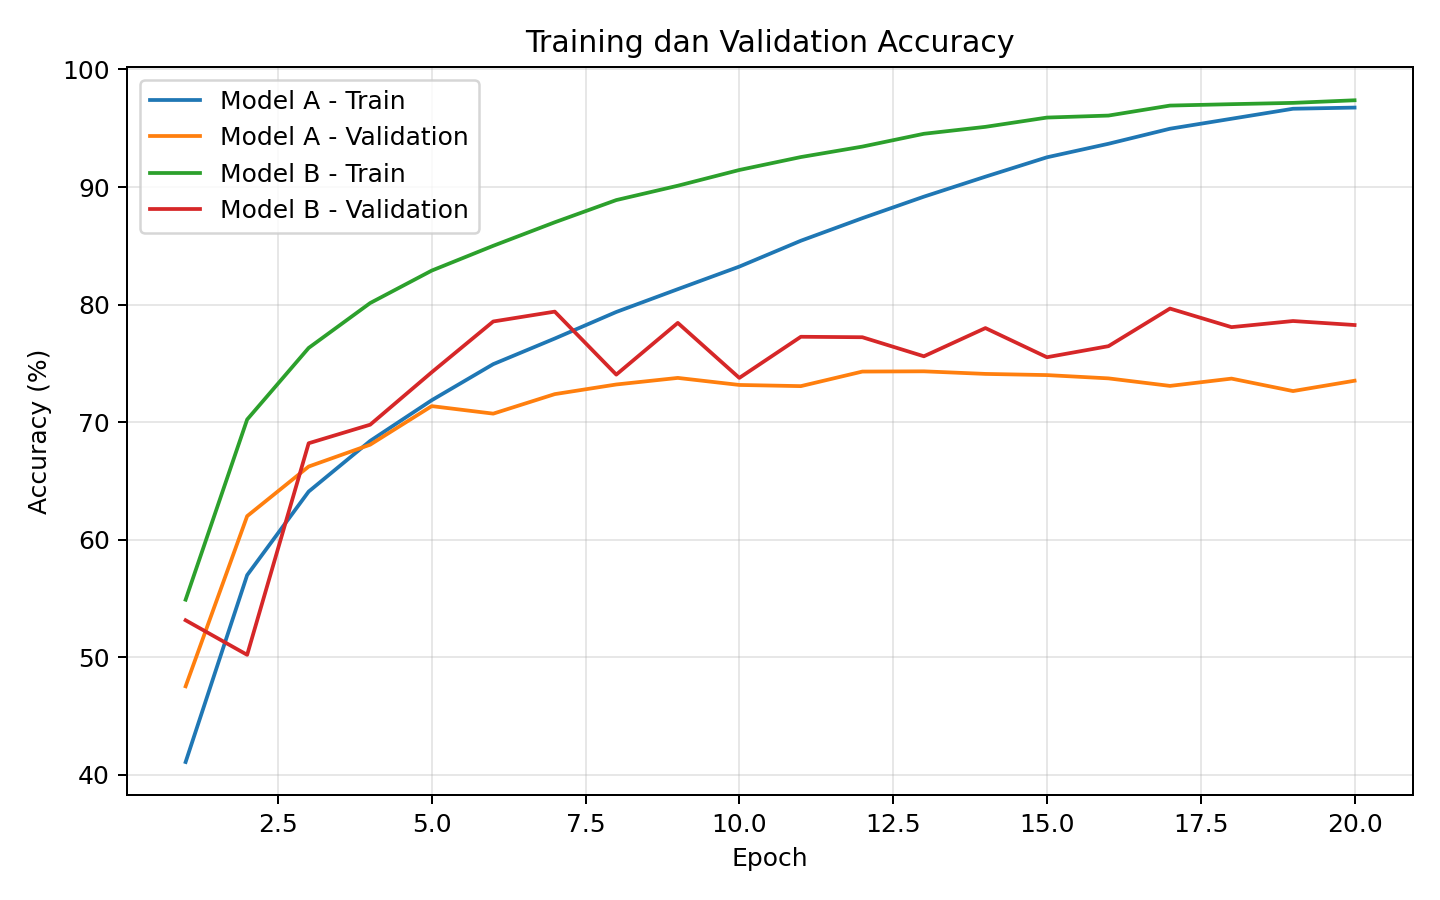 Training dan Validation Accuracy
100
90
80
70
60
50
40
Accuracy (%)
Model A - Train
Model A - Validation
Model B - Train
Model B - Validation
2.5 5.0 7.5 10.0 12.5 15.0 17.5 20.0
Epoch